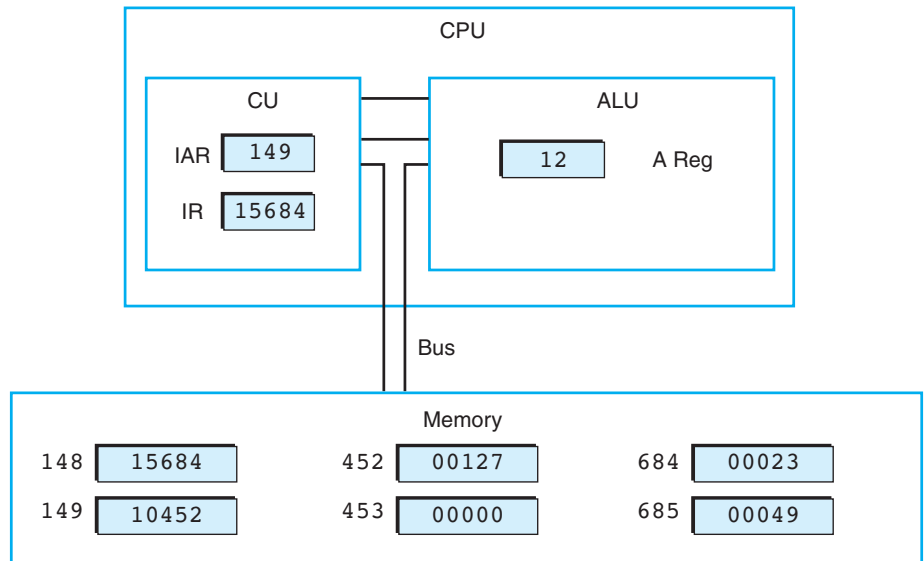 CPU
CU
ALU
IAR 149
12 A Reg
IR 15684
Bus
Memory
148 15684 452 00127 684 00023
149 10452 453 00000 685 00049